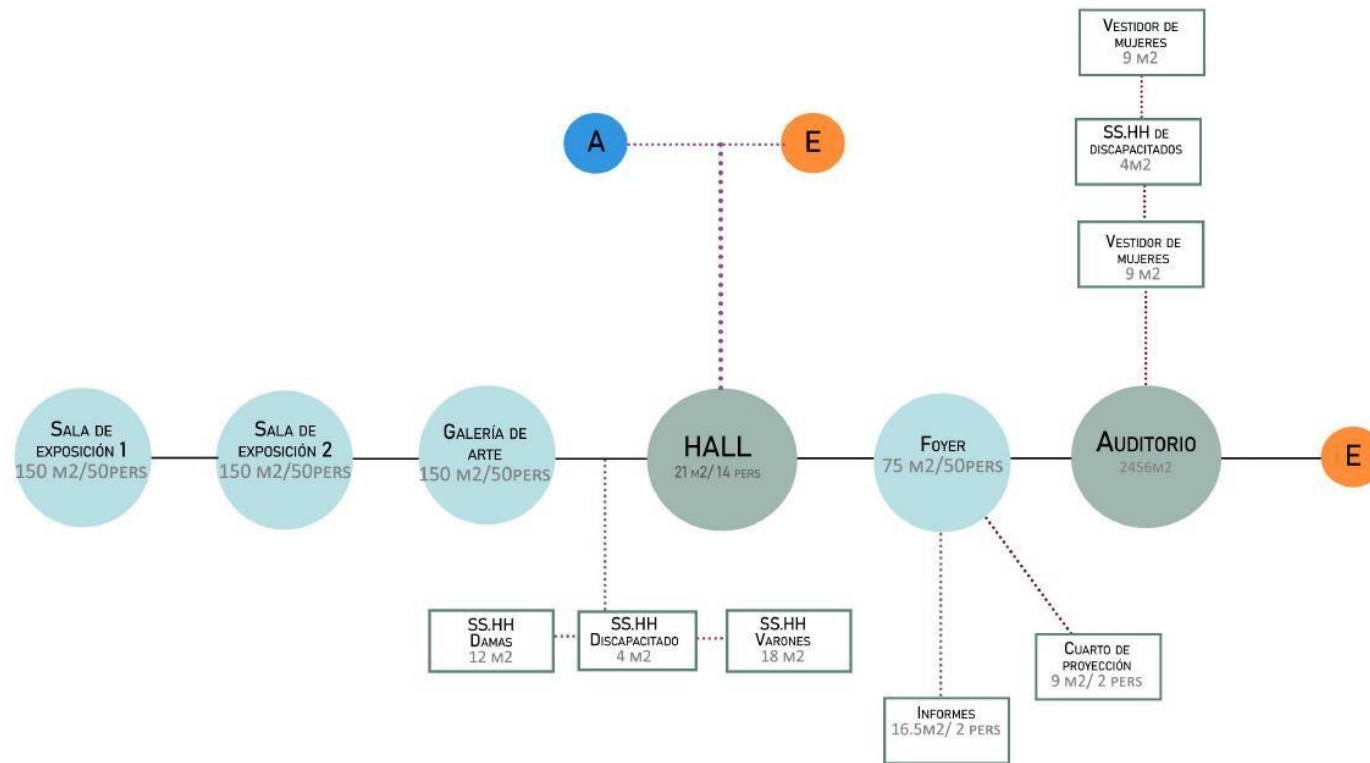 Vestidor de
mujeres
9 m2
A
E
SS.HH de
discapacitados
4m2
Vestidor de
mujeres
9 m2
Sala de
exposición 1
150 m2/50pers
Sala de
exposición 2
150 m2/50pers
Galería de
arte
150 m2/50pers
HALL
21 m2/ 14 pers
Foyer
75 m2/50pers
Auditorio
2456m2
E
SS.HH
Damas
12 m2
SS.HH
Discapacitado
4 m2
SS.HH
Varones
18 m2
Cuarto de
proyección
9 m2/ 2 pers
Informes
16.5m2/ 2 pers